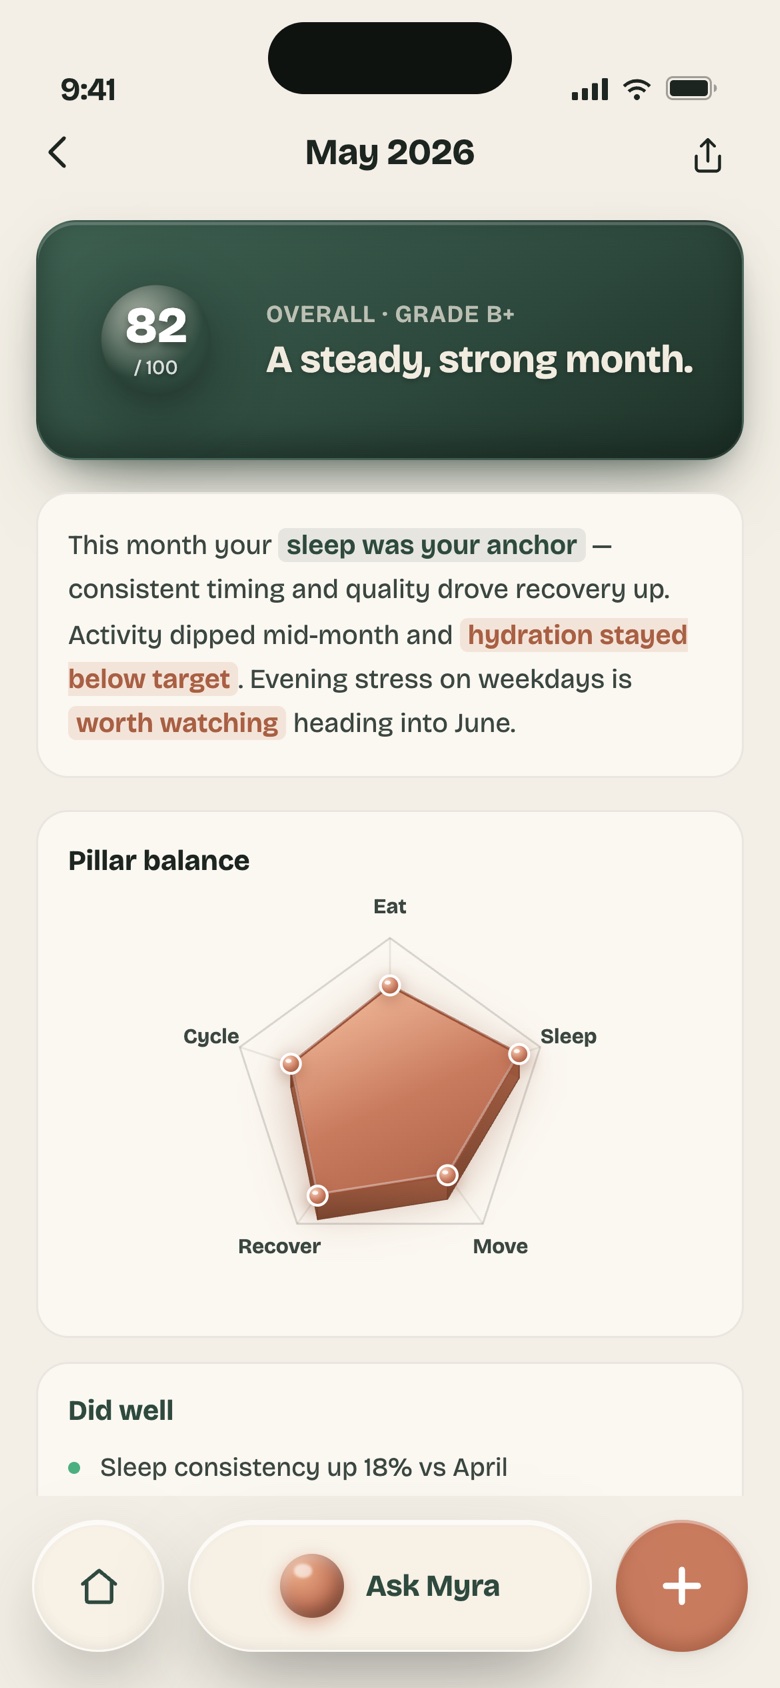 9:41
May 2026
82
/ 100
OVERALL · GRADE B+
A steady, strong month.
This month your sleep was your anchor —
consistent timing and quality drove recovery up.
Activity dipped mid-month and hydration stayed
below target . Evening stress on weekdays is
worth watching heading into June.
Pillar balance
Eat
Cycle
Sleep
Recover
Move
Did well
Sleep consistency up 18% vs April
Ask Myra